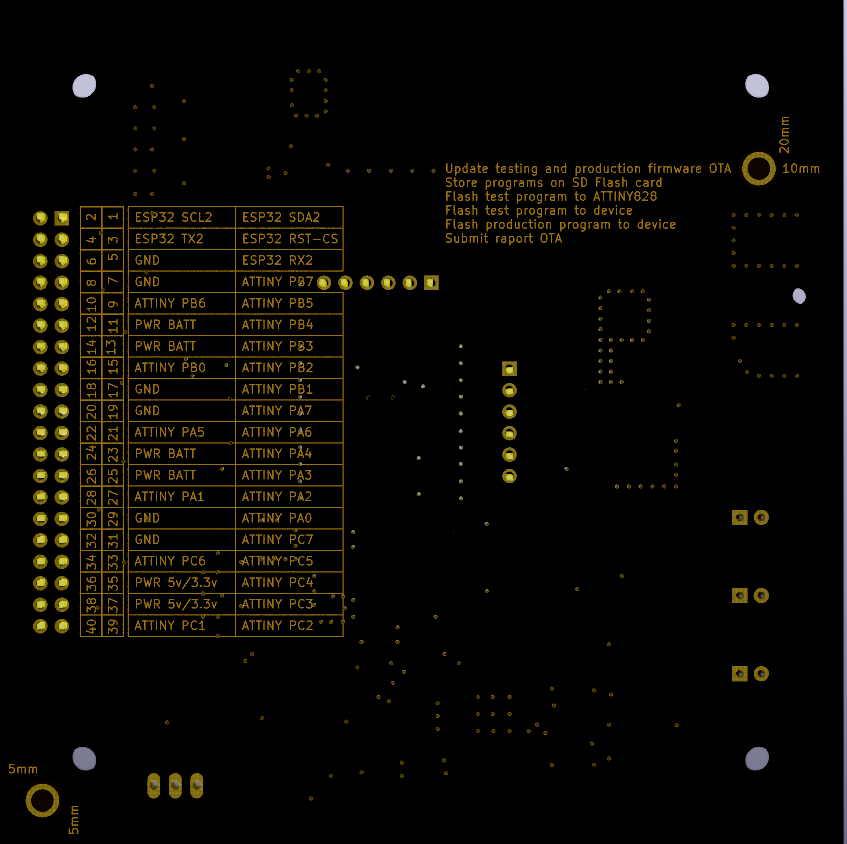 20mm
10mm
Update testing and production firmware OTA
Store programs on SD Flash card
Flash test program to ATTINY828
Flash test program to device
Flash production program to device
Submit raport OTA
2 1 ESP32 SCL2 ESP32 SDA2
4 3 ESP32 TX2 ESP32 RST-CS
6 5 GND ESP32 RX2
8 7 GND ATTINY PB7
10 9 ATTINY PB6 ATTINY PB5
12 11 PWR BATT ATTINY PB4
14 13 PWR BATT ATTINY PB3
16 15 ATTINY PB0 ATTINY PB2
18 17 GND ATTINY PB1
20 19 GND ATTINY PA7
22 21 ATTINY PA5 ATTINY PA6
24 23 PWR BATT ATTINY PA4
26 25 PWR BATT ATTINY PA3
28 27 ATTINY PA1 ATTINY PA2
30 29 GND ATTINY PA0
32 31 GND ATTINY PC7
34 33 ATTINY PC6 ATTINY PC5
36 35 PWR 5v/3.3v ATTINY PC4
38 37 PWR 5v/3.3v ATTINY PC3
40 39 ATTINY PC1 ATTINY PC2
5mm
5mm